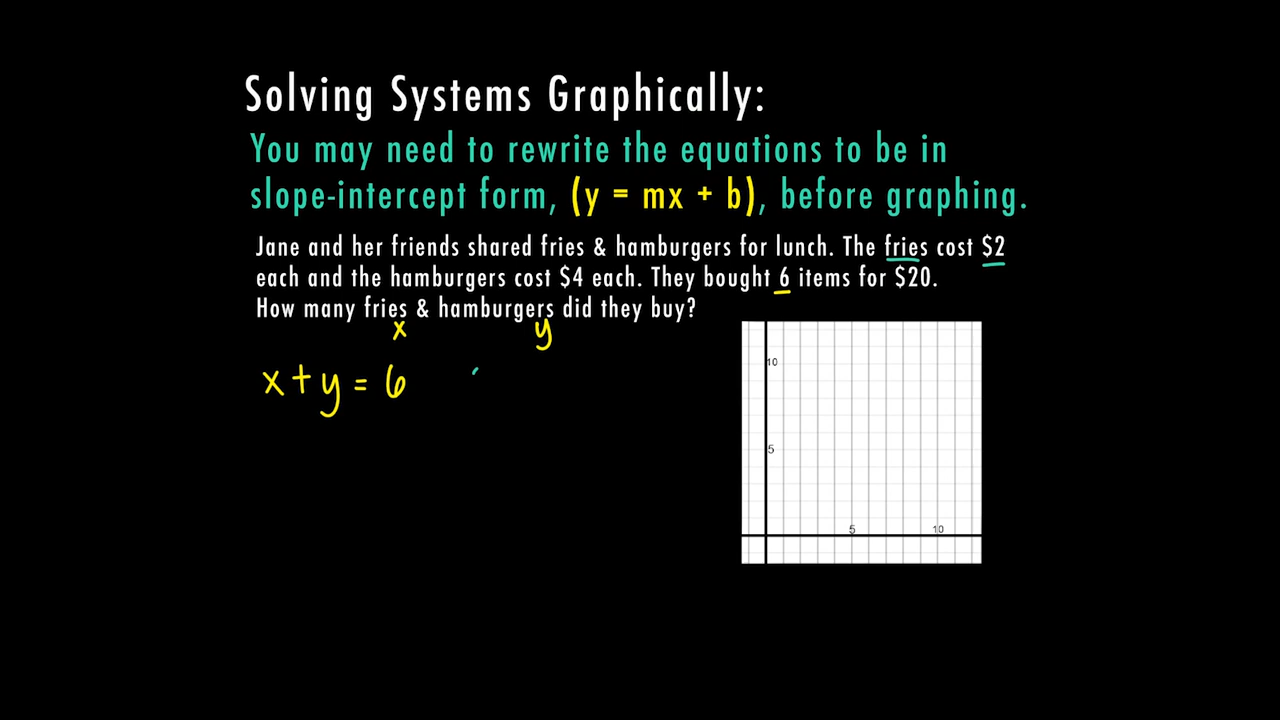 Solving Systems Graphically:
You may need to rewrite the equations to be in
slope-intercept form, (y = mx + b), before graphing.
Jane and her friends shared fries & hamburgers for lunch. The fries cost $2
each and the hamburgers cost $4 each. They bought 6 items for $20.
How many fries & hamburgers did they buy?
x y
x + y = 6
10
5
5 10